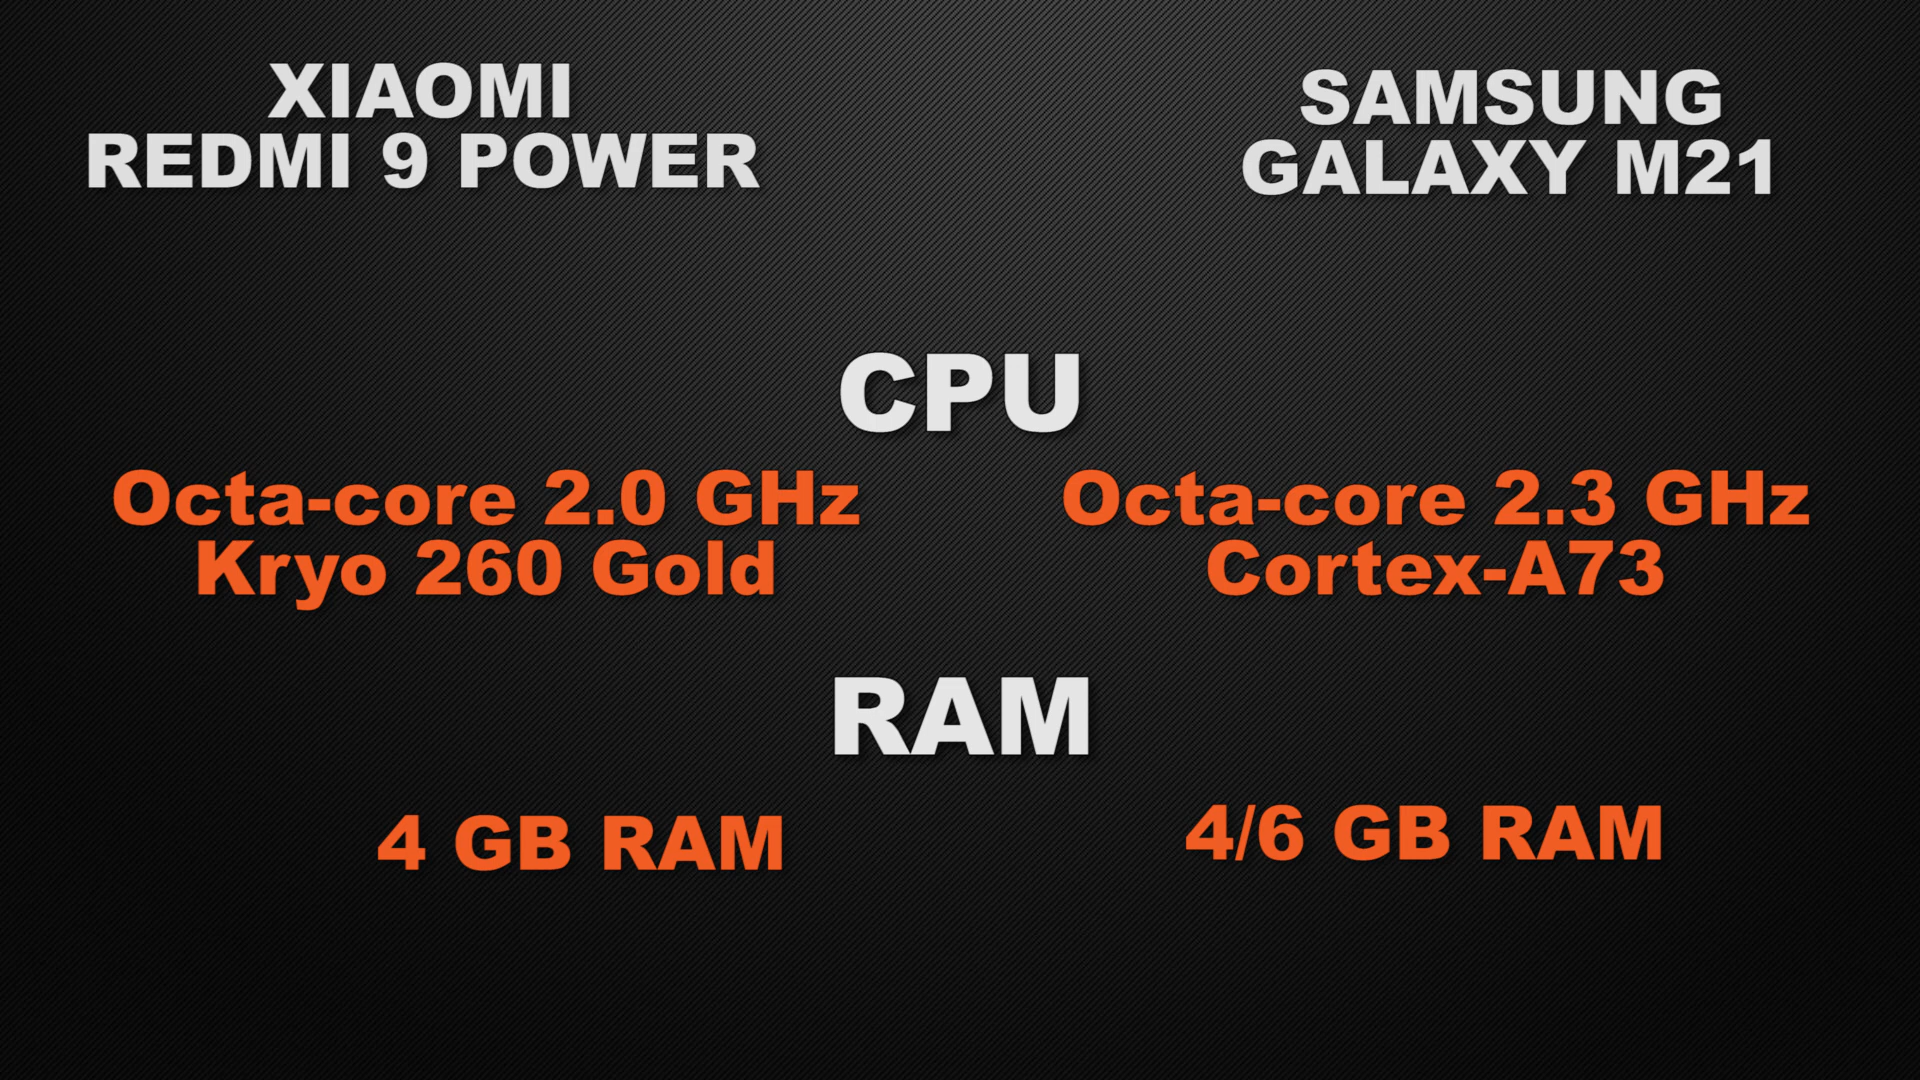 XIAOMI
REDMI 9 POWER
SAMSUNG
GALAXY M21
CPU
Octa-core 2.0 GHz
Kryo 260 Gold
Octa-core 2.3 GHz
Cortex-A73
RAM
4 GB RAM
4/6 GB RAM